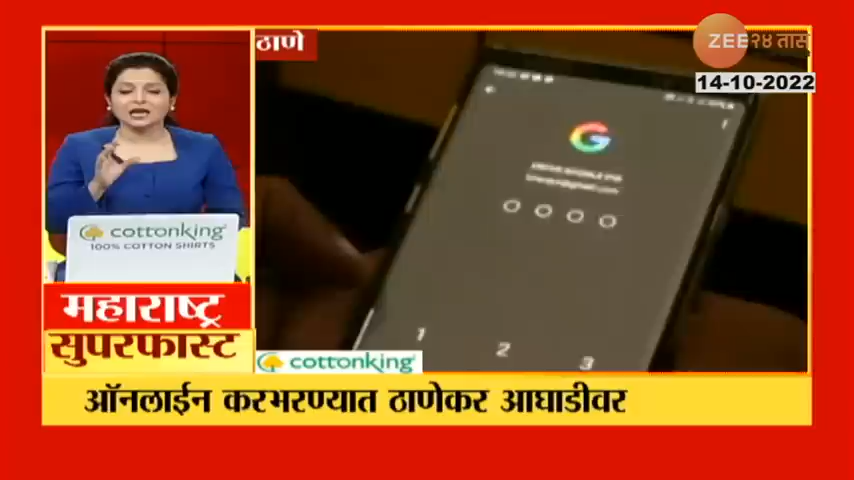 ठाणे
ZEE २४ तास
14-10-2022
cottonking
100% COTTON SHIRTS
1
2
3
महाराष्ट्र
सुपरफास्ट
cottonking
ऑनलाईन करभरण्यात ठाणेकर आघाडीवर